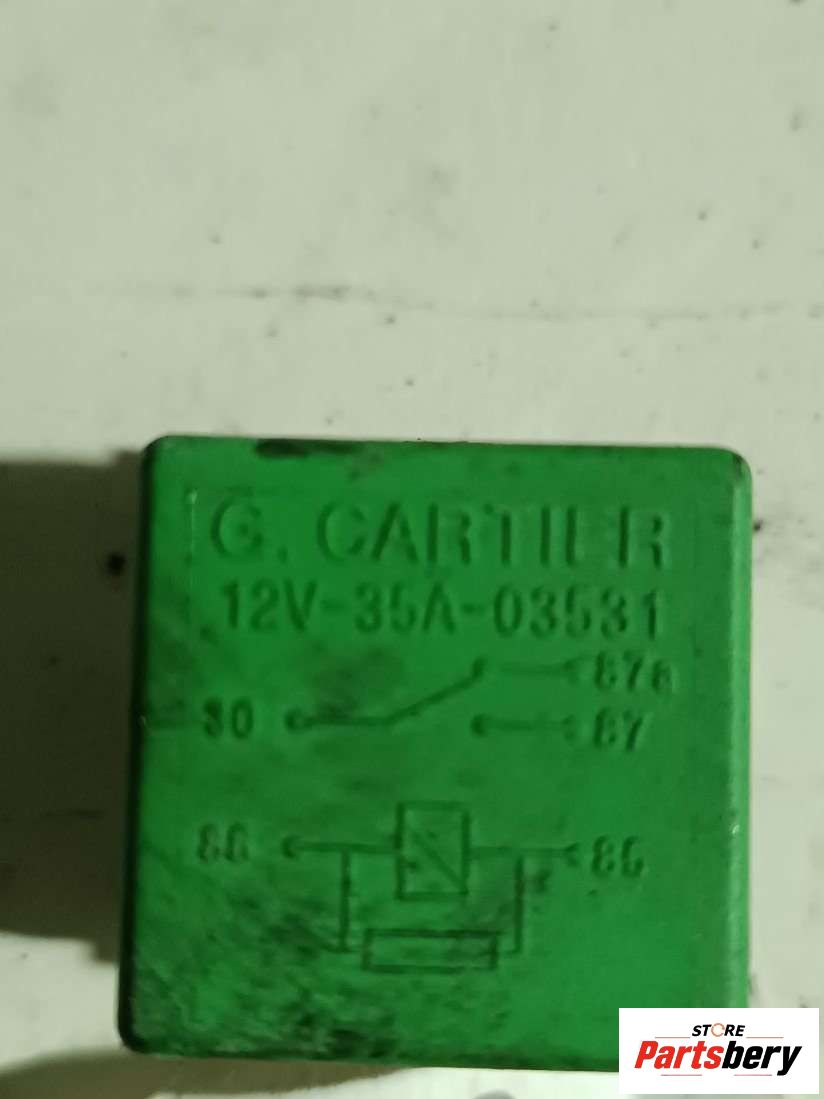 G. CARTIER
12V-35A-03531
87a
30 87
86 85
STORE
Partsbery